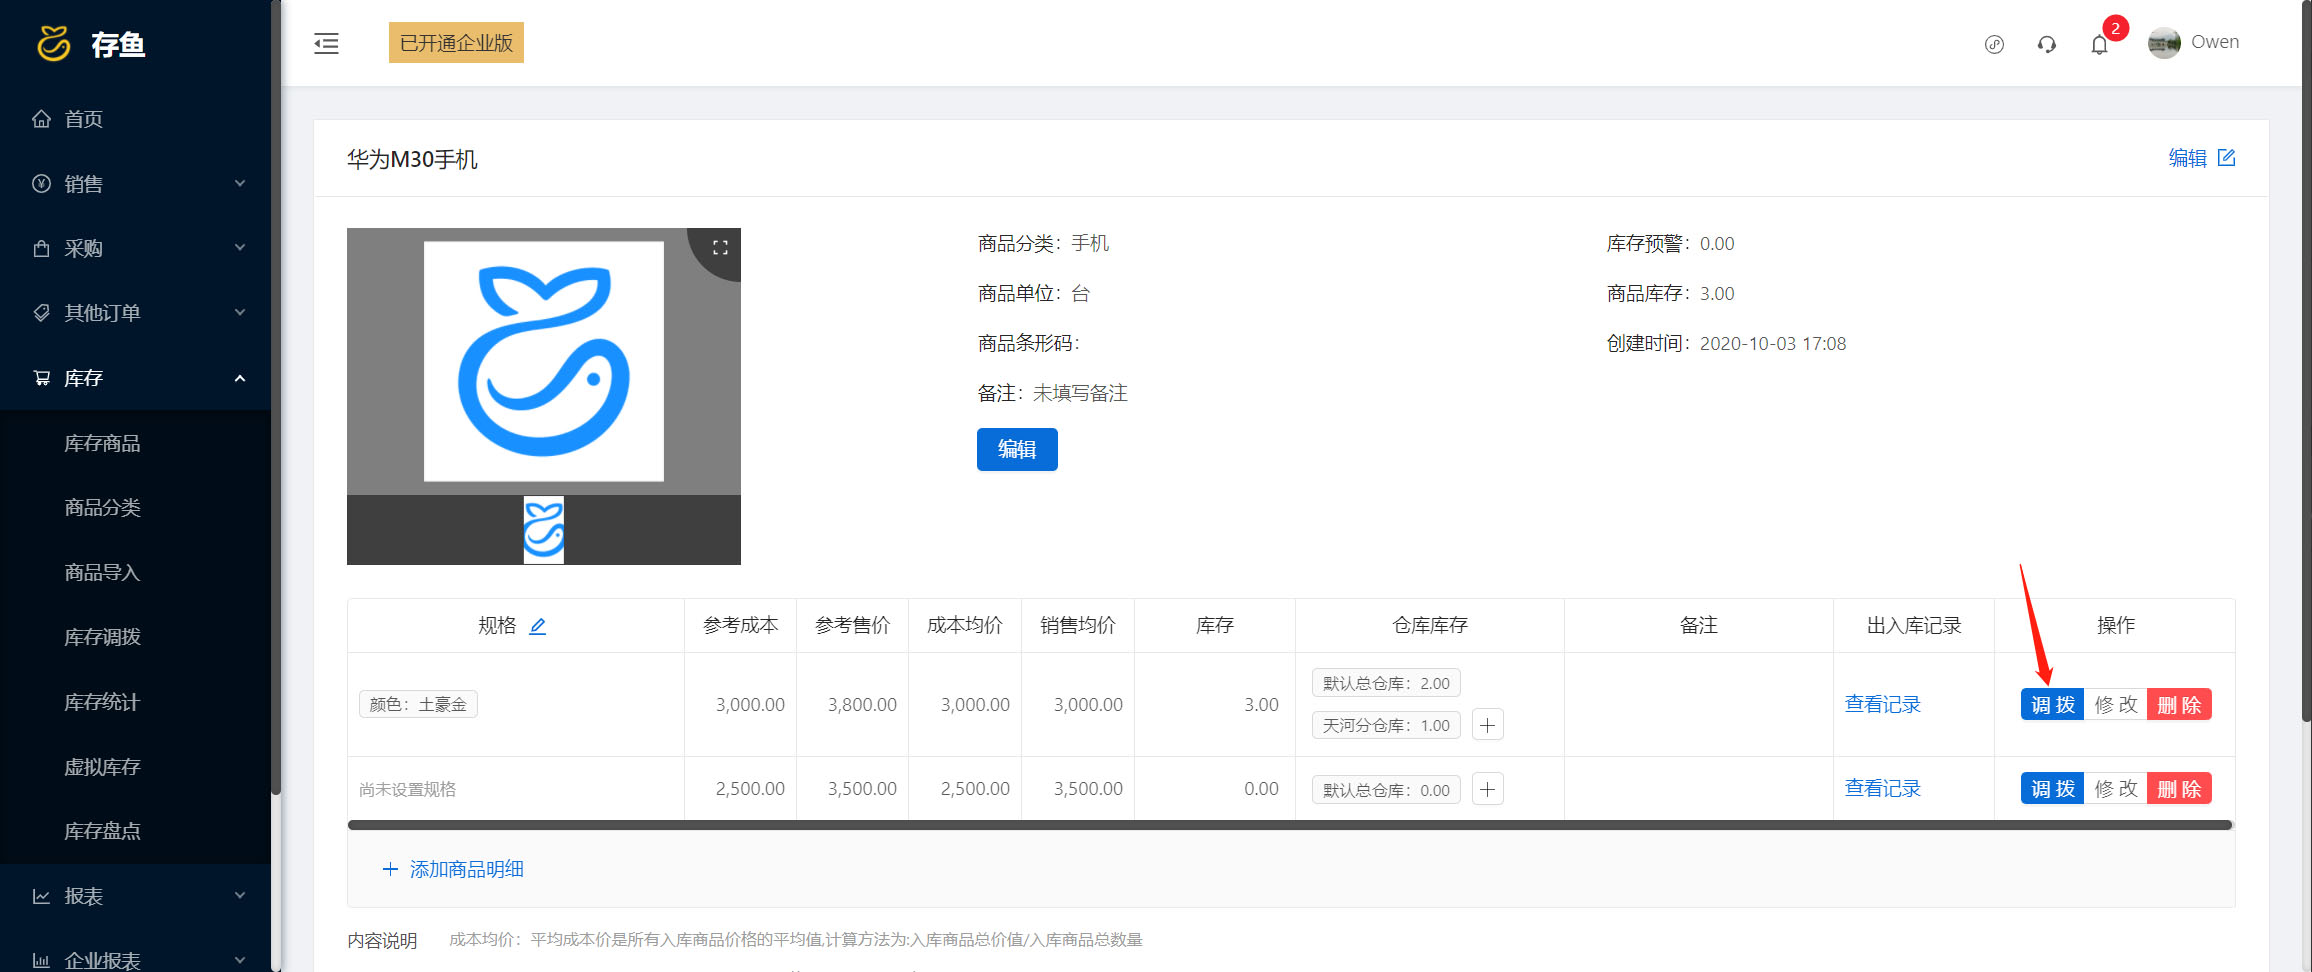 存鱼
已开通企业版
2
Owen
首页
销售
采购
其他订单
库存
库存商品
商品分类
商品导入
库存调拨
库存统计
虚拟库存
库存盘点
报表
企业报表
华为M30手机
编辑
商品分类：手机
库存预警：0.00
商品单位：台
商品库存：3.00
商品条形码：
创建时间：2020-10-03 17:08
备注：未填写备注
编辑
规格 参考成本 参考售价 成本均价 销售均价 库存 仓库库存 备注 出入库记录 操作
颜色：土豪金 3,000.00 3,800.00 3,000.00 3,000.00 3.00 默认总仓库：2.00 天河分仓库：1.00 查看记录 调拨 修改 删除
尚未设置规格 2,500.00 3,500.00 2,500.00 3,500.00 0.00 默认总仓库：0.00 查看记录 调拨 修改 删除
添加商品明细
内容说明 成本均价：平均成本价是所有入库商品价格的平均值,计算方法为:入库商品总价值/入库商品总数量